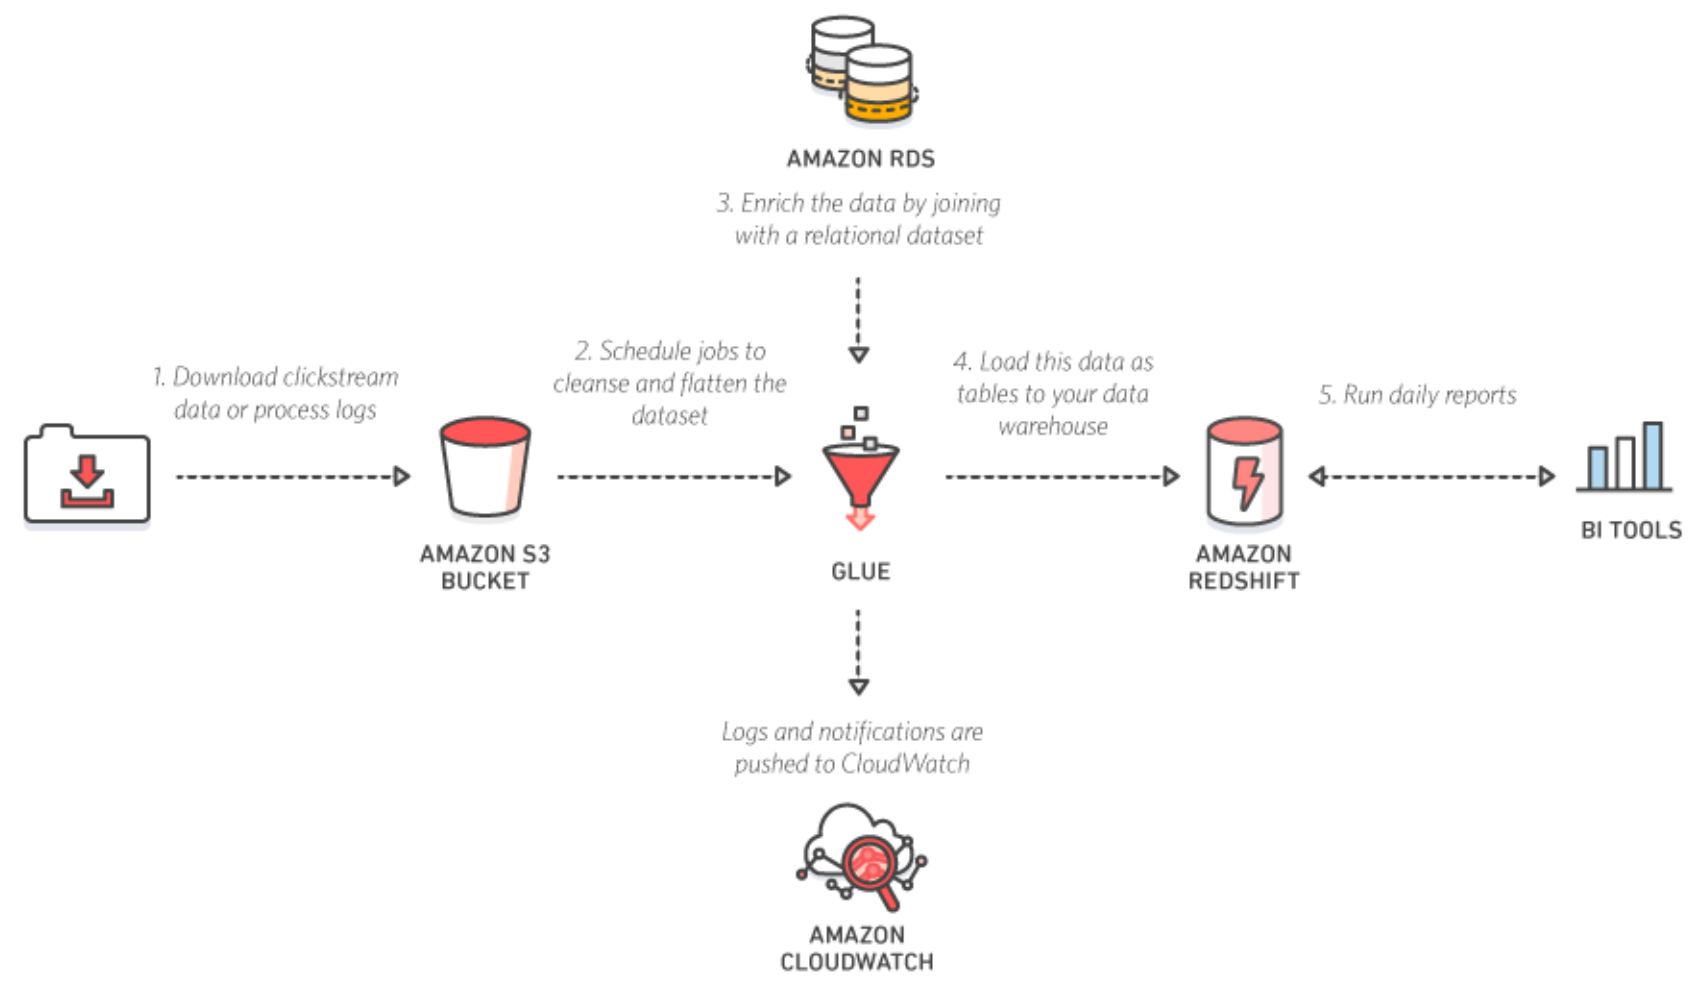 AMAZON RDS
3. Enrich the data by joining
with a relational dataset
1. Download clickstream
data or process logs
2. Schedule jobs to
cleanse and flatten the
dataset
4. Load this data as
tables to your data
warehouse
5. Run daily reports
AMAZON S3
BUCKET
GLUE
AMAZON
REDSHIFT
BI TOOLS
Logs and notifications are
pushed to CloudWatch
AMAZON
CLOUDWATCH